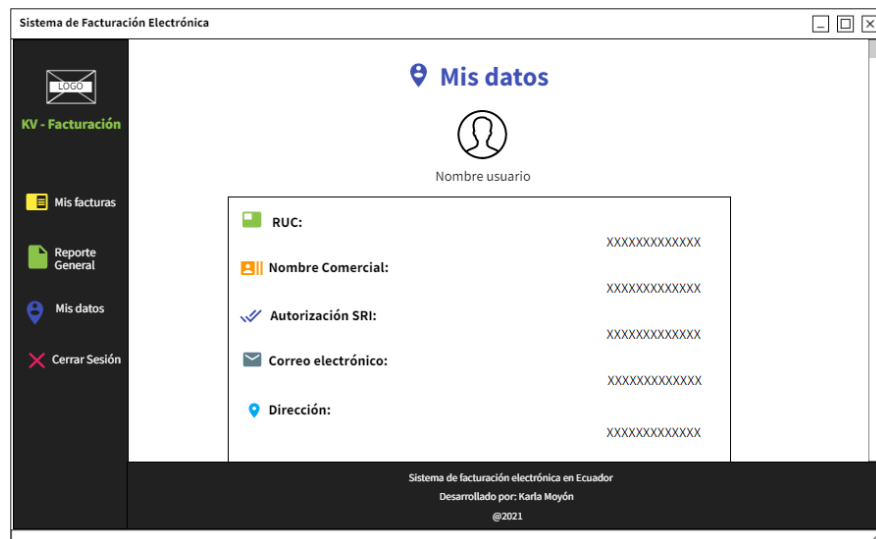 Sistema de Facturación Electrónica
LOGO
KV - Facturación
Mis facturas
Reporte
General
Mis datos
Cerrar Sesión
Mis datos
Nombre usuario
RUC:
XXXXXXXXXXXXX
Nombre Comercial:
XXXXXXXXXXXXX
Autorización SRI:
XXXXXXXXXXXXX
Correo electrónico:
XXXXXXXXXXXXX
Dirección:
XXXXXXXXXXXXX
Sistema de facturación electrónica en Ecuador
Desarrollado por: Karla Moyón
@2021